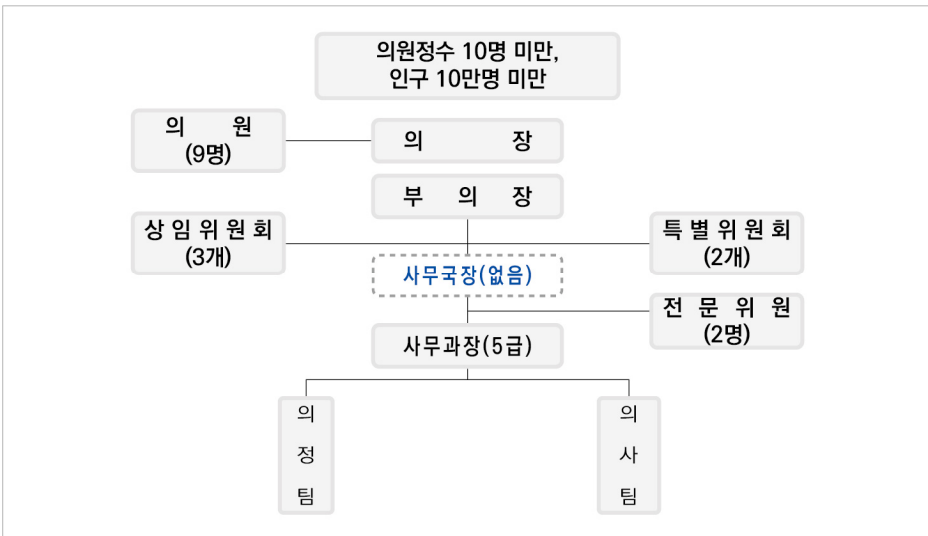 의원정수 10명 미만,
인구 10만명 미만
의 원
(9명)
의 장
부 의 장
상 임 위 원 회
(3개)
특 별 위 원 회
(2개)
사무국장(없음)
전 문 위 원
(2명)
사무과장(5급)
의
정
팀
의
사
팀